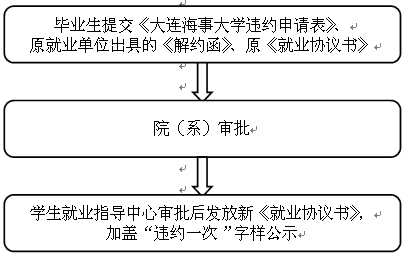 毕业生提交《大连海事大学违约申请表》、
原就业单位出具的《解约函》、原《就业协议书》
院（系）审批
学生就业指导中心审批后发放新《就业协议书》，
加盖“违约一次”字样公示